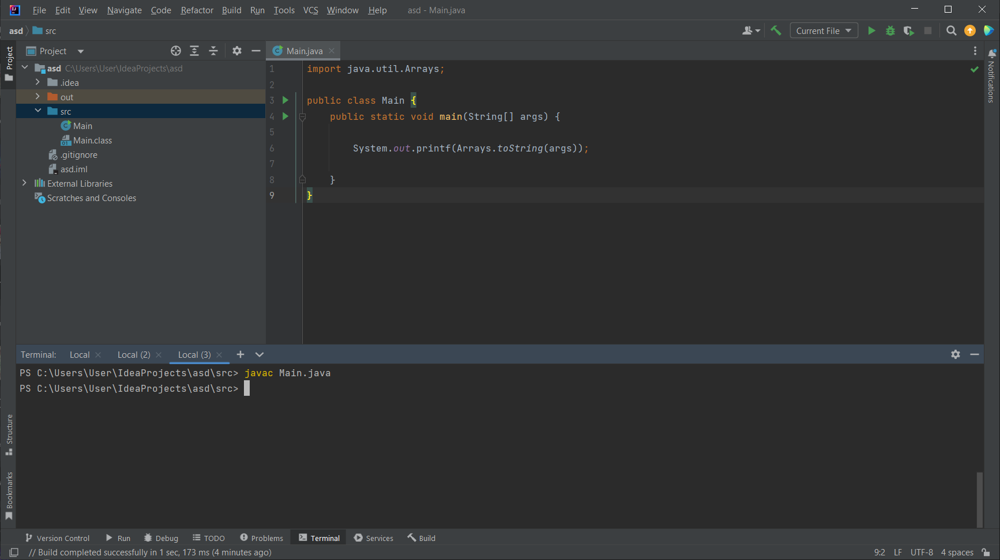 File Edit View Navigate Code Refactor Build Run Tools VCS Window Help asd - Main.java
asd src Current File
Project
Project
Main.java
Notifications
asd C:\Users\User\IdeaProjects\asd
.idea
out
src
Main
Main.class
.gitignore
asd.iml
External Libraries
Scratches and Consoles
1 import java.util.Arrays;
2
3 public class Main {
4 public static void main(String[] args) {
5
6 System.out.printf(Arrays.toString(args));
7
8 }
9 }
Terminal: Local Local (2) Local (3)
PS C:\Users\User\IdeaProjects\asd\src> javac Main.java
PS C:\Users\User\IdeaProjects\asd\src>
Structure
Bookmarks
Version Control Run Debug TODO Problems Terminal Services Build
// Build completed successfully in 1 sec, 173 ms (4 minutes ago) 9:2 LF UTF-8 4 spaces